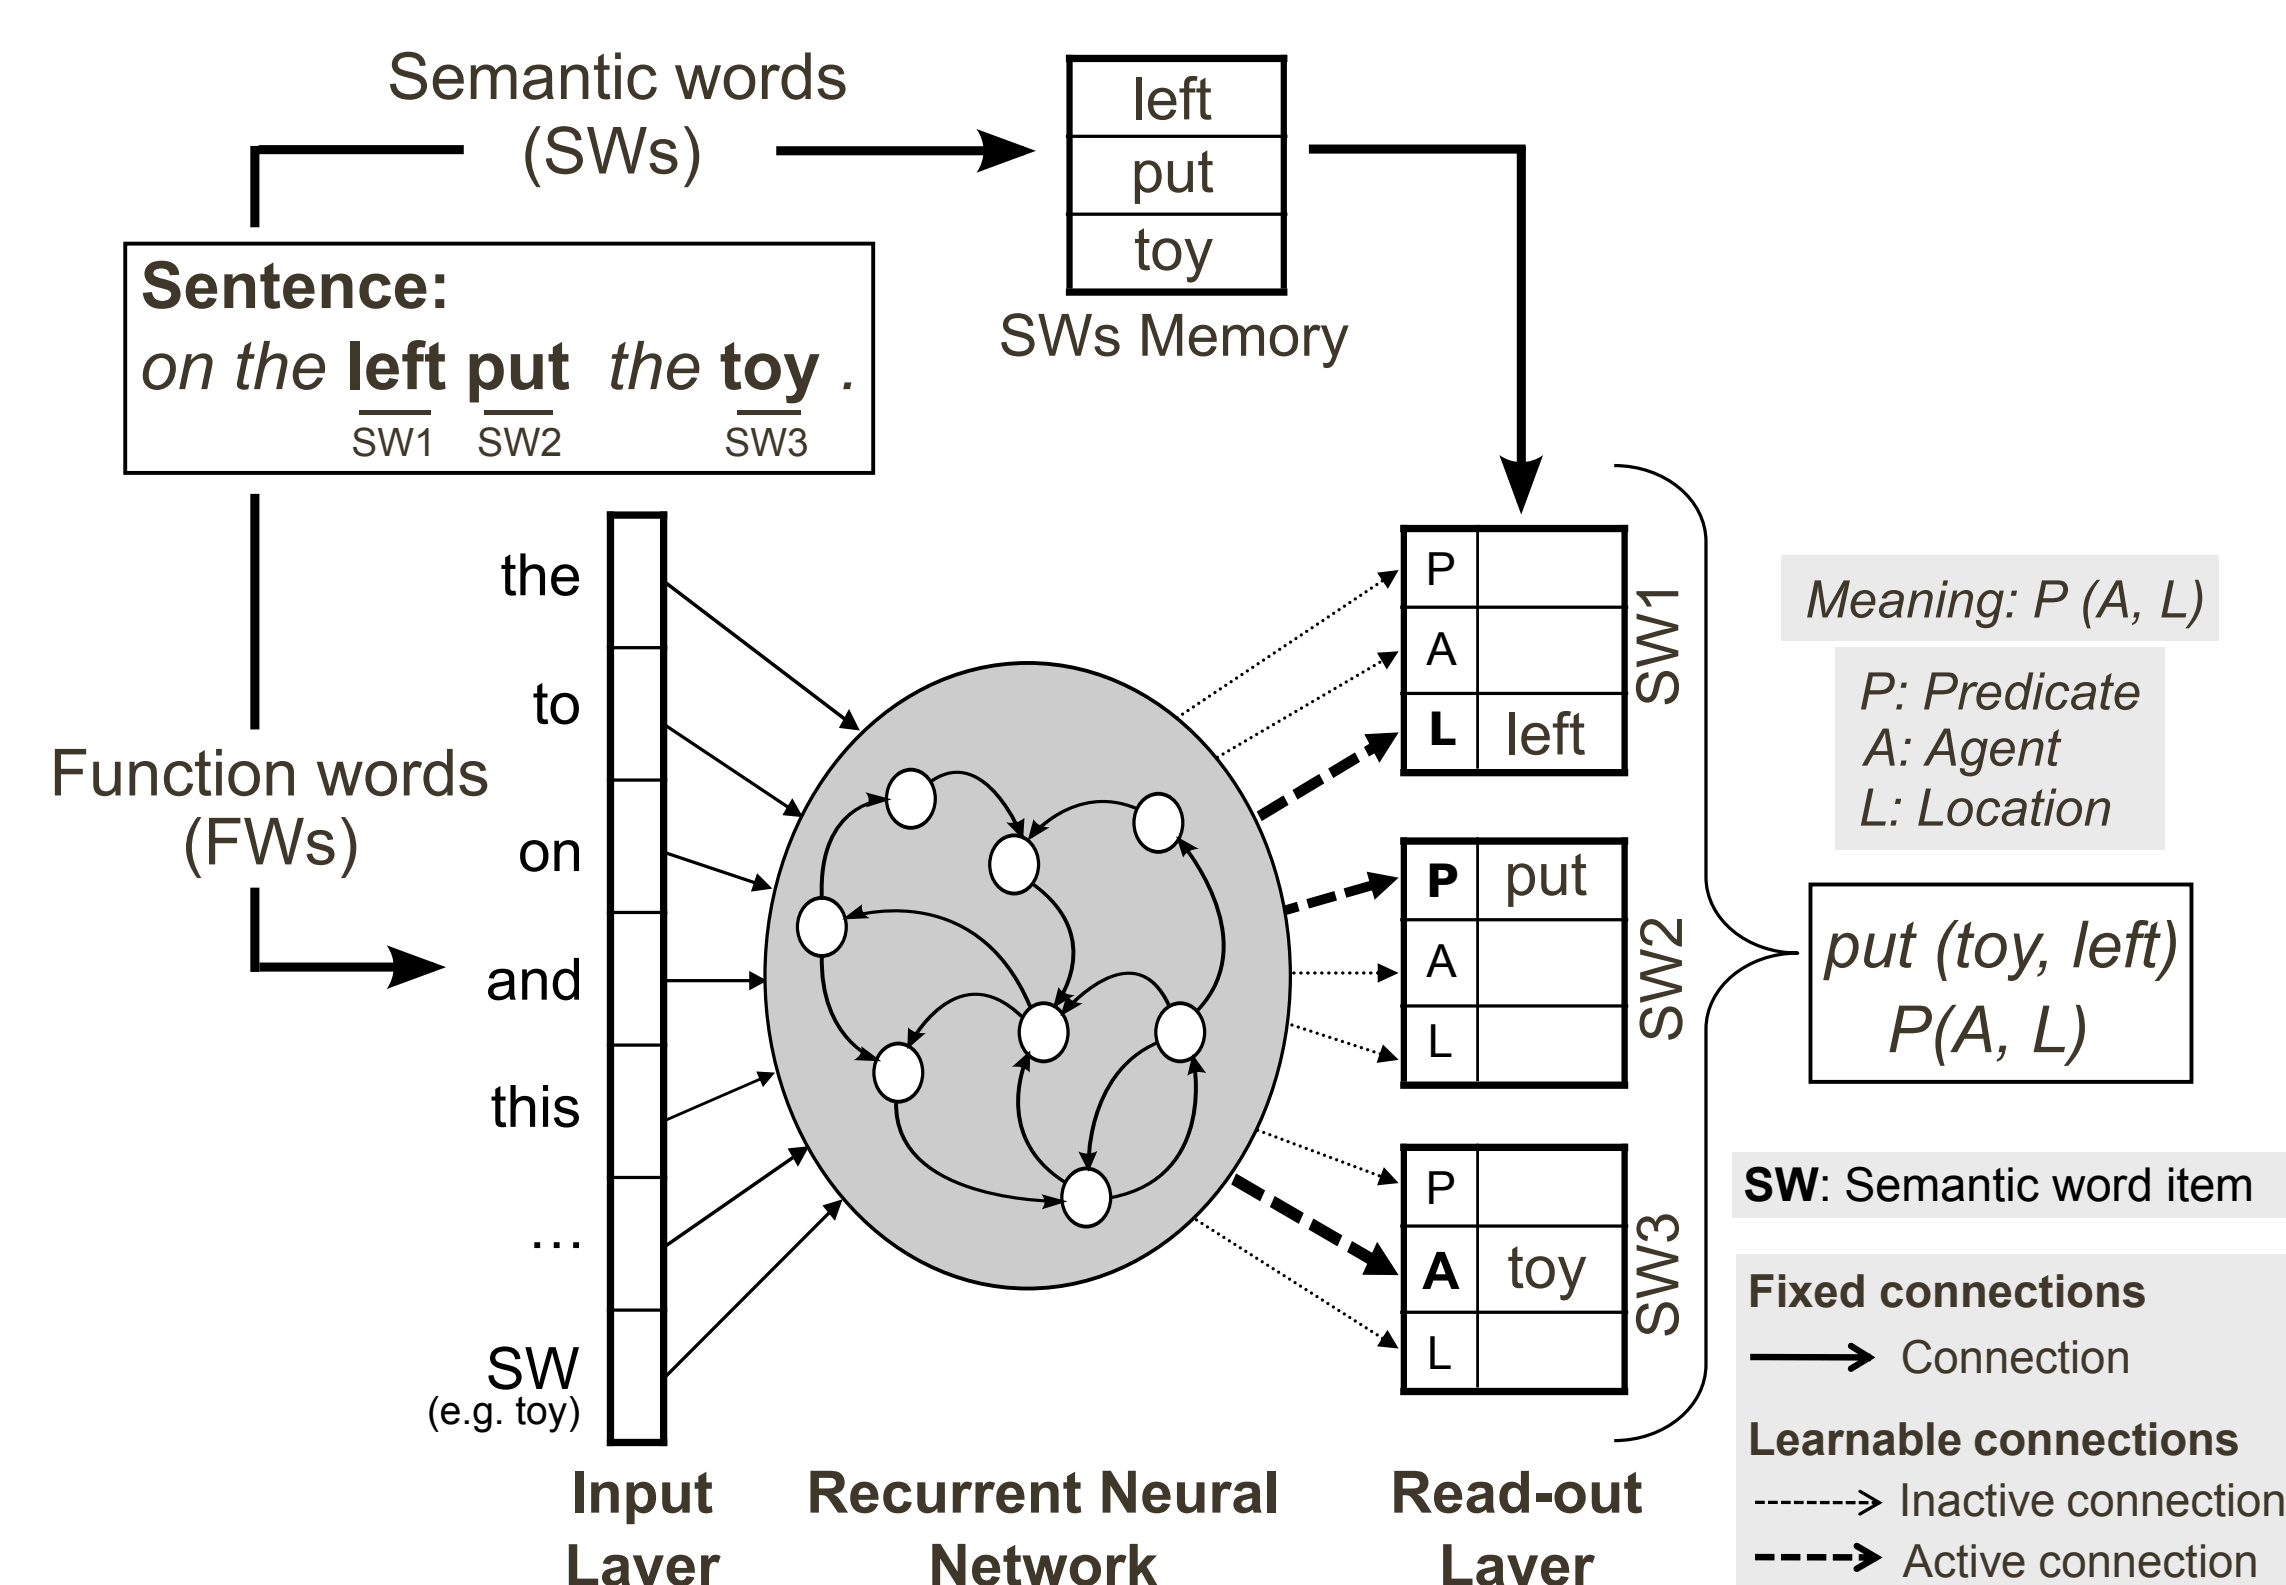 Semantic words
(SWs)
left
put
toy
SWs Memory
Sentence:
on the left put the toy .
SW1 SW2 SW3
Function words
(FWs)
the
to
on
and
this
...
SW
(e.g. toy)
Input
Layer
Recurrent Neural
Network
P
A
L left
SW1
P put
A
L
SW2
P
A toy
L
SW3
Read-out
Layer
Meaning: P (A, L)
P: Predicate
A: Agent
L: Location
put (toy, left)
P(A, L)
SW: Semantic word item
Fixed connections
Connection
Learnable connections
Inactive connection
Active connection